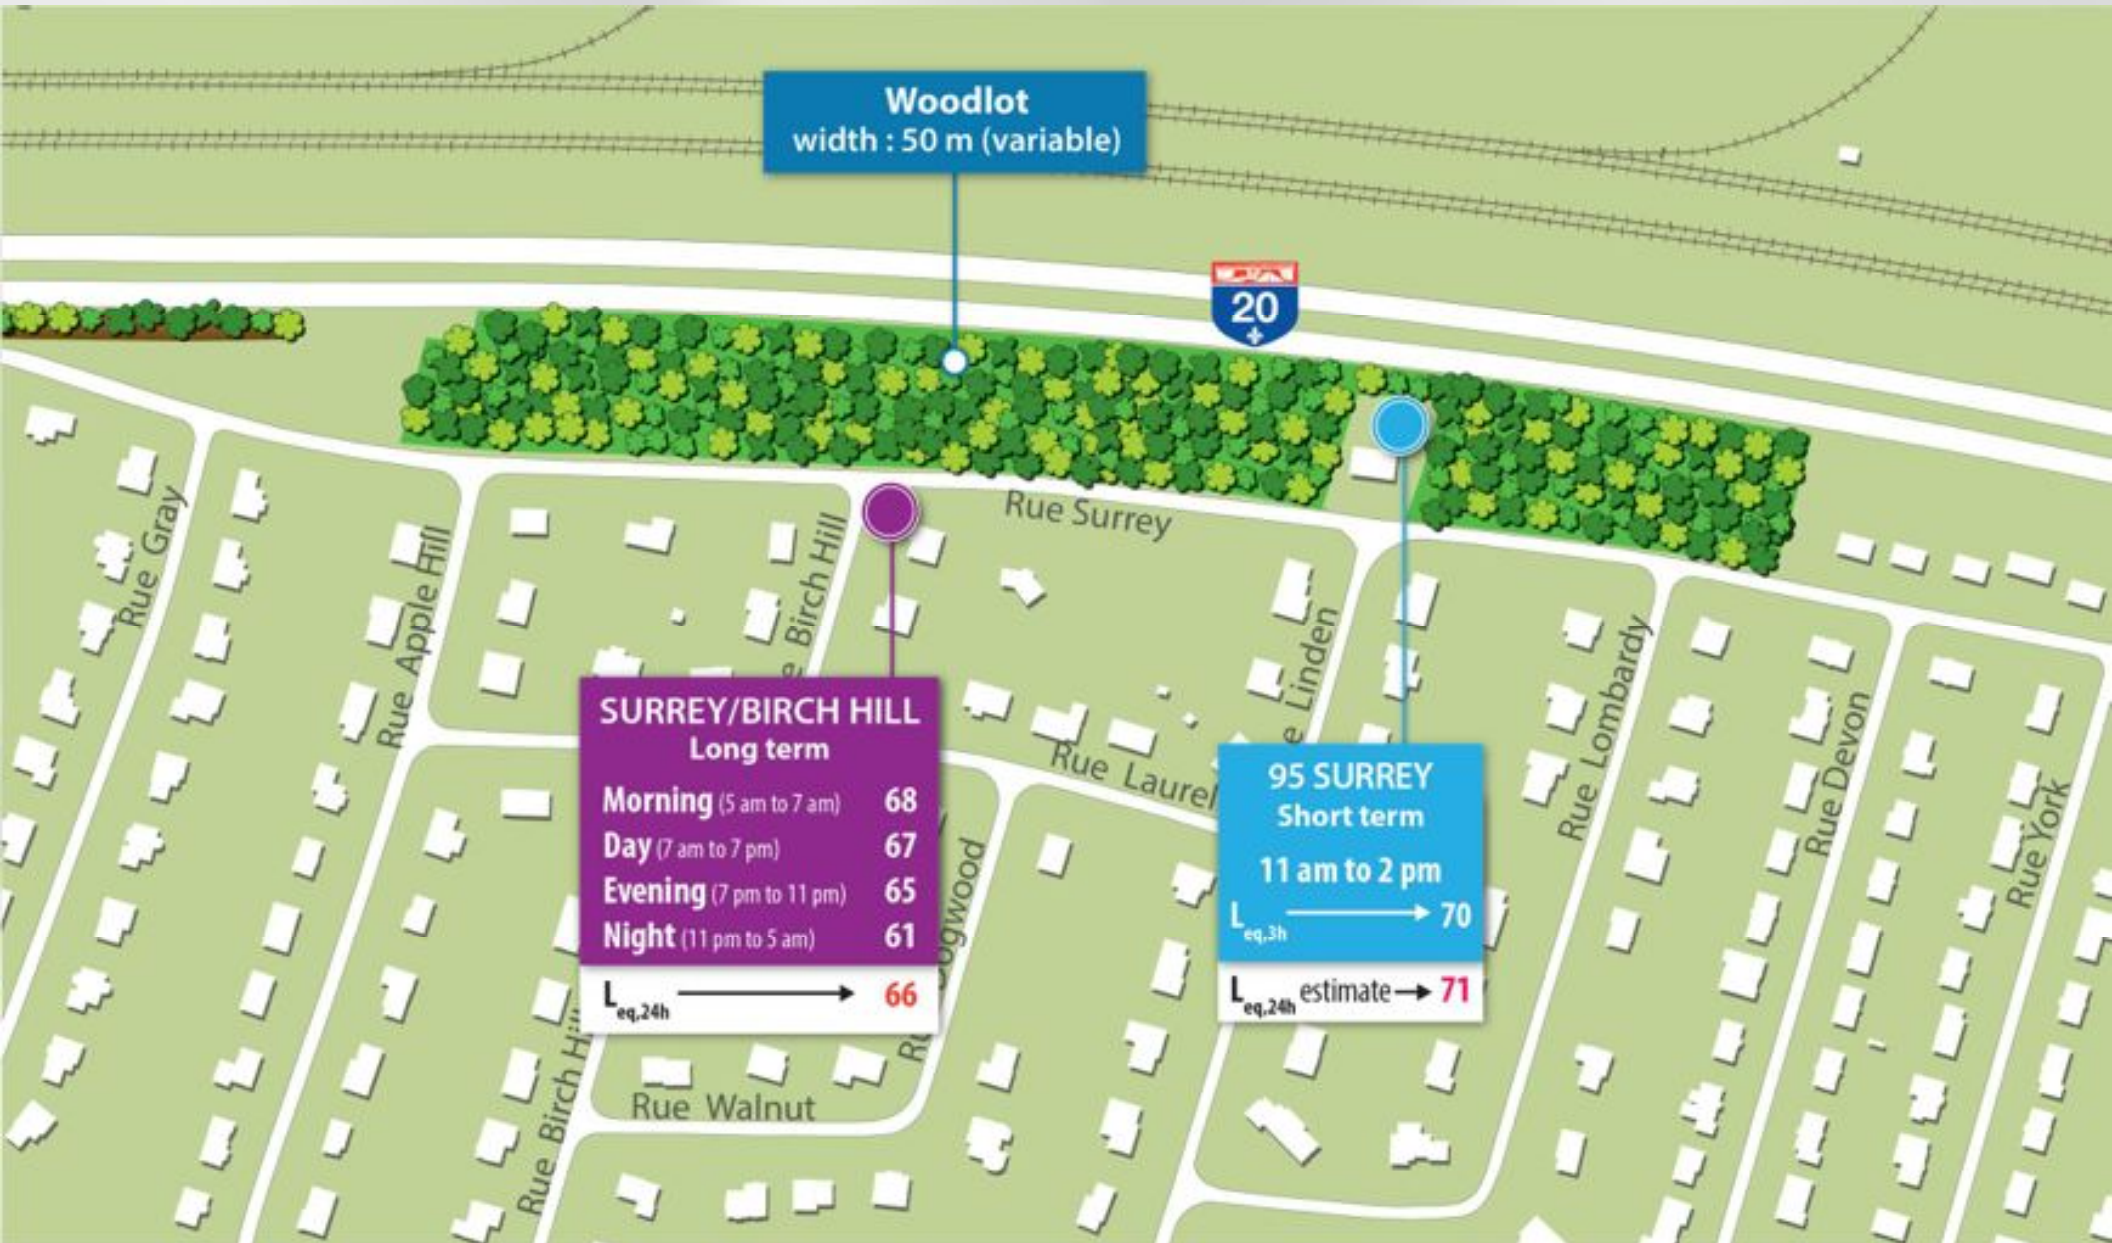 Woodlot
width : 50 m (variable)
20
Rue Surrey
Rue Gray
Rue Apple Hill
Birch Hill
Linden
Rue Lombardy
Rue Devon
Rue York
Rue Laurel
SURREY/BIRCH HILL
Long term
Morning (5 am to 7 am) 68
Day (7 am to 7 pm) 67
Evening (7 pm to 11 pm) 65
Night (11 pm to 5 am) 61
Leq,24h 66
95 SURREY
Short term
11 am to 2 pm
Leq,3h 70
Leq,24h estimate 71
ogwood
Rue Birch Hill
Rue Walnut